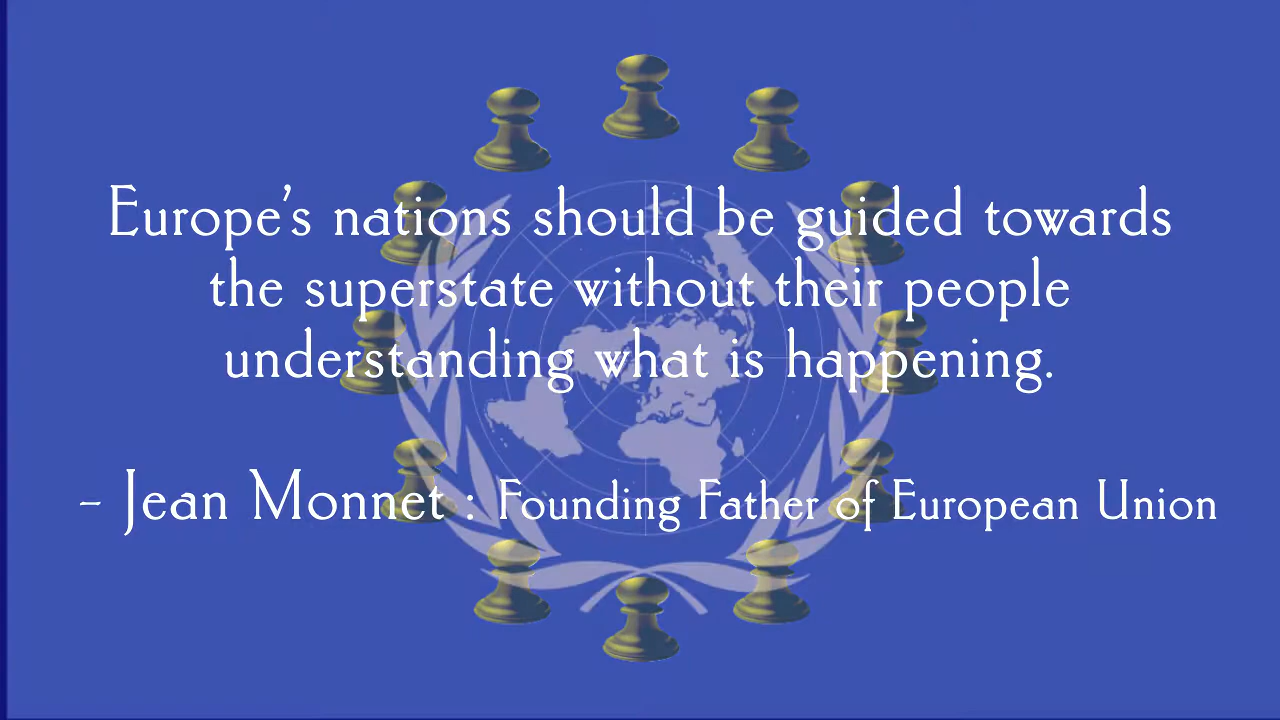 Europe's nations should be guided towards
the superstate without their people
understanding what is happening.
- Jean Monnet : Founding Father of European Union